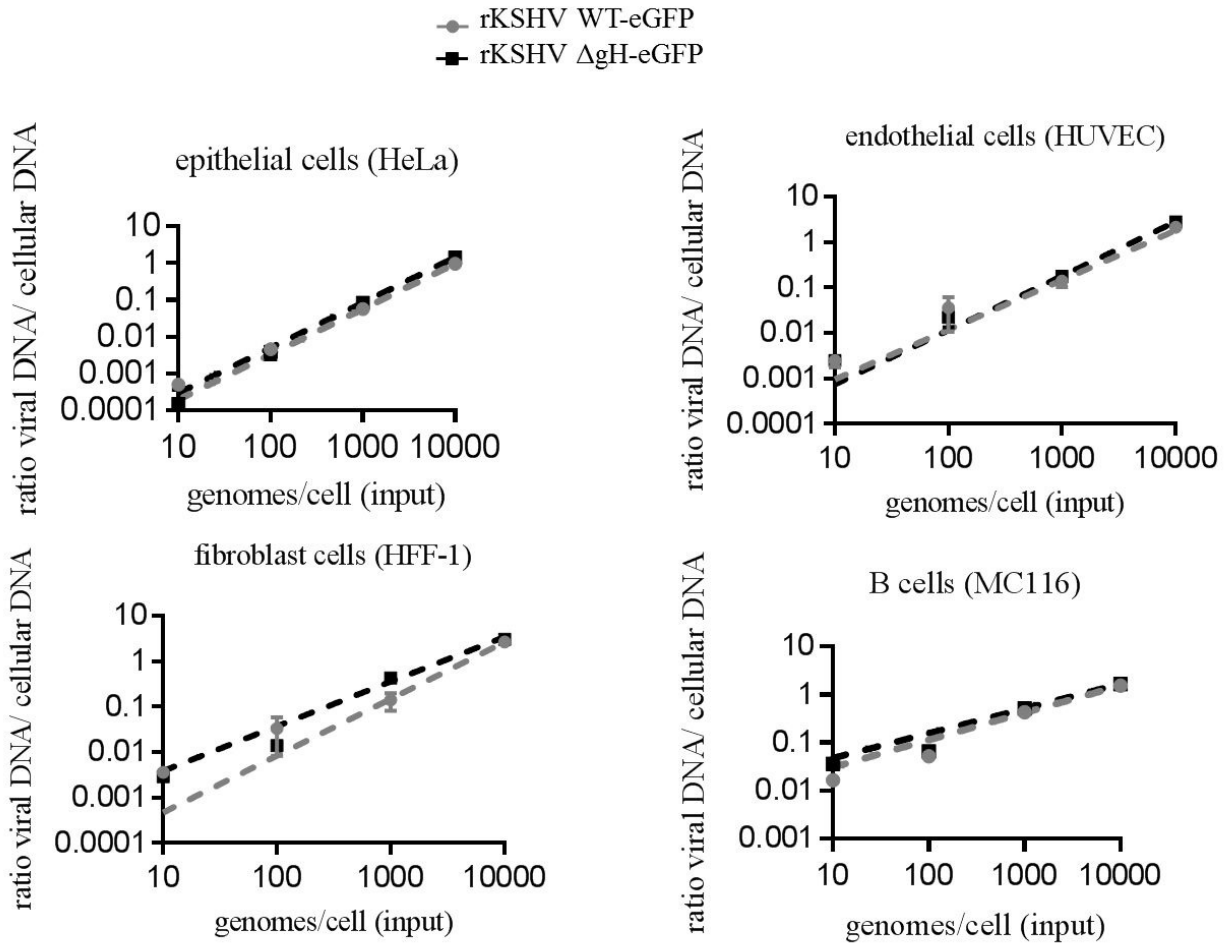 rKSHV WT-eGFP
rKSHV ΔgH-eGFP
epithelial cells (HeLa)
ratio viral DNA/ cellular DNA
10
1
0.1
0.01
0.001
0.0001
10 100 1000 10000
genomes/cell (input)
endothelial cells (HUVEC)
ratio viral DNA/ cellular DNA
10
1
0.1
0.01
0.001
0.0001
10 100 1000 10000
genomes/cell (input)
fibroblast cells (HFF-1)
ratio viral DNA/ cellular DNA
10
1
0.1
0.01
0.001
0.0001
10 100 1000 10000
genomes/cell (input)
B cells (MC116)
ratio viral DNA/ cellular DNA
10
1
0.1
0.01
0.001
10 100 1000 10000
genomes/cell (input)